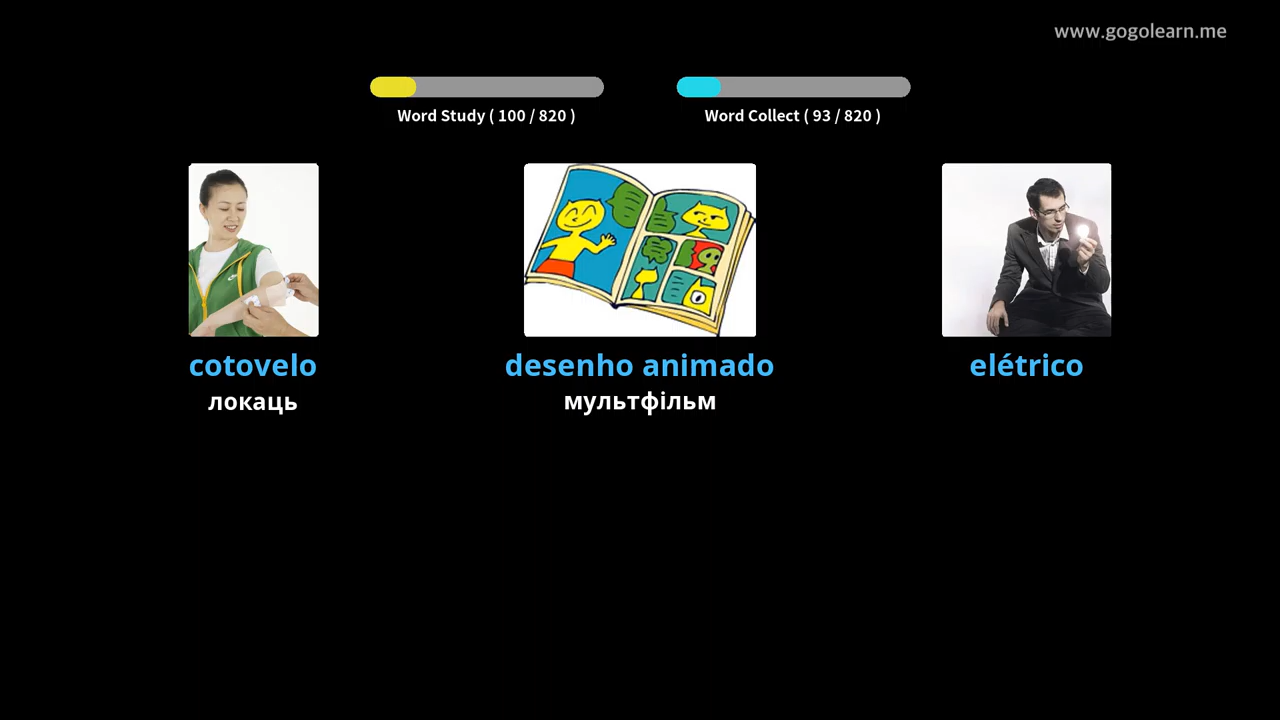 www.gogolearn.me
Word Study ( 100 / 820 )
Word Collect ( 93 / 820 )
cotovelo
desenho animado
elétrico
локаць
мультфільм